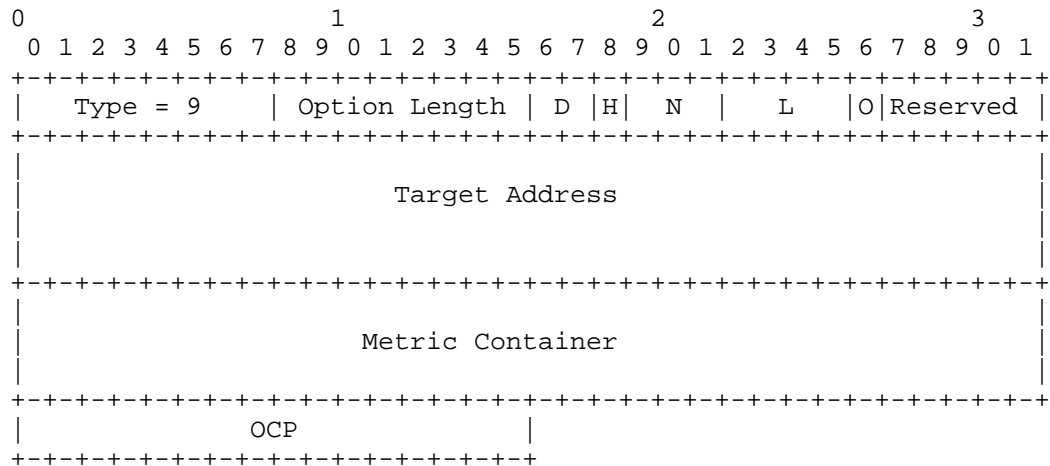 0 1 2 3
0 1 2 3 4 5 6 7 8 9 0 1 2 3 4 5 6 7 8 9 0 1 2 3 4 5 6 7 8 9 0 1
+-+-+-+-+-+-+-+-+-+-+-+-+-+-+-+-+-+-+-+-+-+-+-+-+-+-+-+-+-+-+-+-+
| Type = 9 | Option Length | D |H| N | L |O|Reserved |
+-+-+-+-+-+-+-+-+-+-+-+-+-+-+-+-+-+-+-+-+-+-+-+-+-+-+-+-+-+-+-+-+
| |
| Target Address |
| |
| |
+-+-+-+-+-+-+-+-+-+-+-+-+-+-+-+-+-+-+-+-+-+-+-+-+-+-+-+-+-+-+-+-+
| |
| Metric Container |
| |
+-+-+-+-+-+-+-+-+-+-+-+-+-+-+-+-+-+-+-+-+-+-+-+-+-+-+-+-+-+-+-+-+
| OCP |
+-+-+-+-+-+-+-+-+-+-+-+-+-+-+-+-+